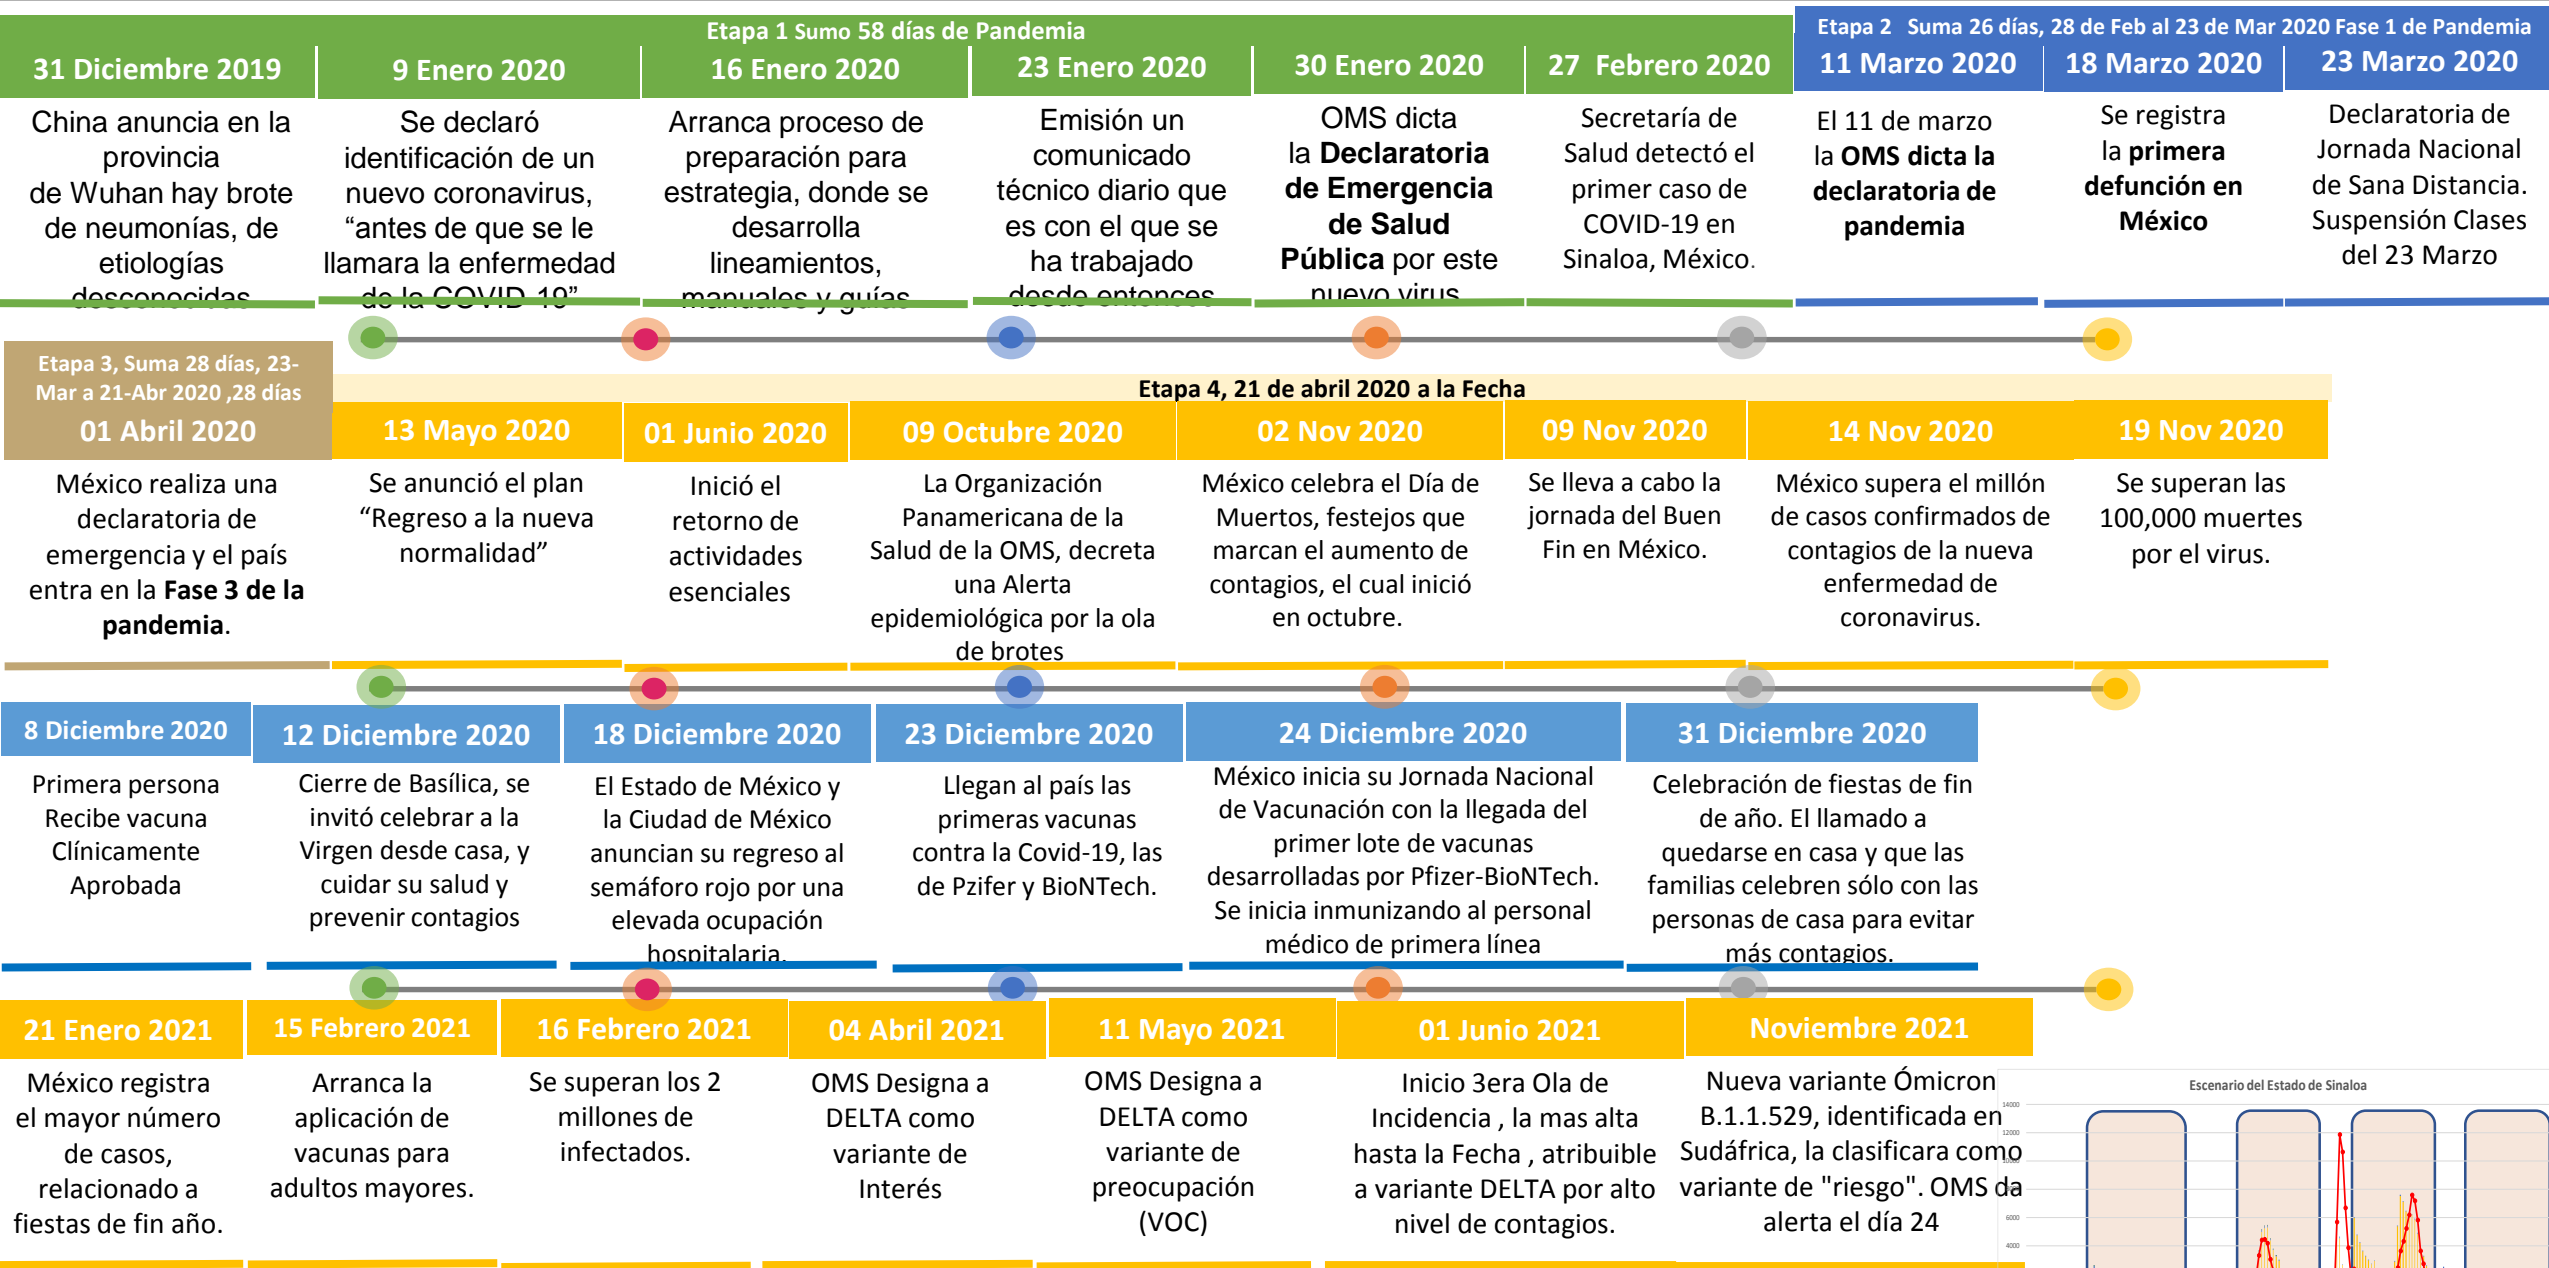 Etapa 1 Sumo 58 días de Pandemia
Etapa 2 Suma 26 días, 28 de Feb al 23 de Mar 2020 Fase 1 de Pandemia
31 Diciembre 2019
China anuncia en la
provincia
de Wuhan hay brote
de neumonías, de
etiologías
desconocidas
9 Enero 2020
Se declaró
identificación de un
nuevo coronavirus,
“antes de que se le
llamara la enfermedad
de la COVID-19”
16 Enero 2020
Arranca proceso de
preparación para
estrategia, donde se
desarrolla
lineamientos,
manuales y guías
23 Enero 2020
Emisión un
comunicado
técnico diario que
es con el que se
ha trabajado
desde entonces
30 Enero 2020
OMS dicta
la Declaratoria
de Emergencia
de Salud
Pública por este
nuevo virus
27 Febrero 2020
Secretaría de
Salud detectó el
primer caso de
COVID-19 en
Sinaloa, México.
11 Marzo 2020
El 11 de marzo
la OMS dicta la
declaratoria de
pandemia
18 Marzo 2020
Se registra
la primera
defunción en
México
23 Marzo 2020
Declaratoria de
Jornada Nacional
de Sana Distancia.
Suspensión Clases
del 23 Marzo
Etapa 3, Suma 28 días, 23-
Mar a 21-Abr 2020 ,28 días
Etapa 4, 21 de abril 2020 a la Fecha
01 Abril 2020
México realiza una
declaratoria de
emergencia y el país
entra en la Fase 3 de la
pandemia.
13 Mayo 2020
Se anunció el plan
“Regreso a la nueva
normalidad”
01 Junio 2020
Inició el
retorno de
actividades
esenciales
09 Octubre 2020
La Organización
Panamericana de la
Salud de la OMS, decreta
una Alerta
epidemiológica por la ola
de brotes
02 Nov 2020
México celebra el Día de
Muertos, festejos que
marcan el aumento de
contagios, el cual inició
en octubre.
09 Nov 2020
Se lleva a cabo la
jornada del Buen
Fin en México.
14 Nov 2020
México supera el millón
de casos confirmados de
contagios de la nueva
enfermedad de
coronavirus.
19 Nov 2020
Se superan las
100,000 muertes
por el virus.
8 Diciembre 2020
Primera persona
Recibe vacuna
Clínicamente
Aprobada
12 Diciembre 2020
Cierre de Basílica, se
invitó celebrar a la
Virgen desde casa, y
cuidar su salud y
prevenir contagios
18 Diciembre 2020
El Estado de México y
la Ciudad de México
anuncian su regreso al
semáforo rojo por una
elevada ocupación
hospitalaria.
23 Diciembre 2020
Llegan al país las
primeras vacunas
contra la Covid-19, las
de Pzifer y BioNTech.
24 Diciembre 2020
México inicia su Jornada Nacional
de Vacunación con la llegada del
primer lote de vacunas
desarrolladas por Pfizer-BioNTech.
Se inicia inmunizando al personal
médico de primera línea
31 Diciembre 2020
Celebración de fiestas de fin
de año. El llamado a
quedarse en casa y que las
familias celebren sólo con las
personas de casa para evitar
más contagios.
21 Enero 2021
México registra
el mayor número
de casos,
relacionado a
fiestas de fin año.
15 Febrero 2021
Arranca la
aplicación de
vacunas para
adultos mayores.
16 Febrero 2021
Se superan los 2
millones de
infectados.
04 Abril 2021
OMS Designa a
DELTA como
variante de
Interés
11 Mayo 2021
OMS Designa a
DELTA como
variante de
preocupación
(VOC)
01 Junio 2021
Inicio 3era Ola de
Incidencia , la mas alta
hasta la Fecha , atribuible
a variante DELTA por alto
nivel de contagios.
Noviembre 2021
Nueva variante Ómicron
B.1.1.529, identificada en
Sudáfrica, la clasificara como
variante de "riesgo". OMS da
alerta el día 24
Escenario del Estado de Sinaloa
14000
12000
6000
4000